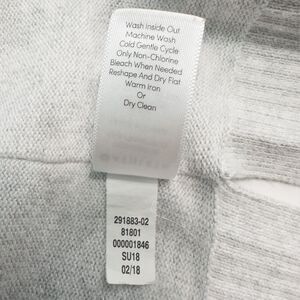 Wash Inside Out
Machine Wash
Cold Gentle Cycle
Only Non-Chlorine
Bleach When Needed
Reshape And Dry Flat
Warm Iron
Or
Dry Clean
291883-02
81801
000001846
SU18
02/18